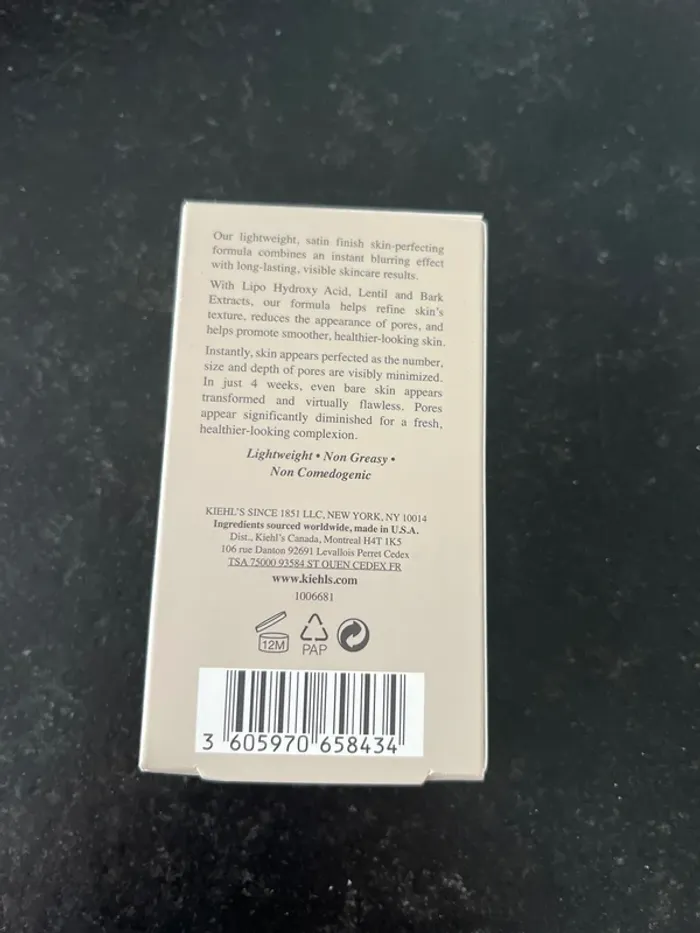 Our lightweight, satin finish skin-perfecting
formula combines an instant blurring effect
with long-lasting, visible skincare results.
With Lipo Hydroxy Acid, Lentil and Bark
Extracts, our formula helps refine skin's
texture, reduces the appearance of pores, and
helps promote smoother, healthier-looking skin.
Instantly, skin appears perfected as the number,
size and depth of pores are visibly minimized.
In just 4 weeks, even bare skin appears
transformed and virtually flawless. Pores
appear significantly diminished for a fresh,
healthier-looking complexion.
Lightweight • Non Greasy •
Non Comedogenic
KIEHL'S SINCE 1851 LLC, NEW YORK, NY 10014
Ingredients sourced worldwide, made in U.S.A.
Dist., Kiehl's Canada, Montreal H4T 1K5
106 rue Danton 92691 Levallois Perret Cedex
TSA 75000 93584 ST OUEN CEDEX FR
www.kiehls.com
1006681
12M
PAP
3 605970 658434